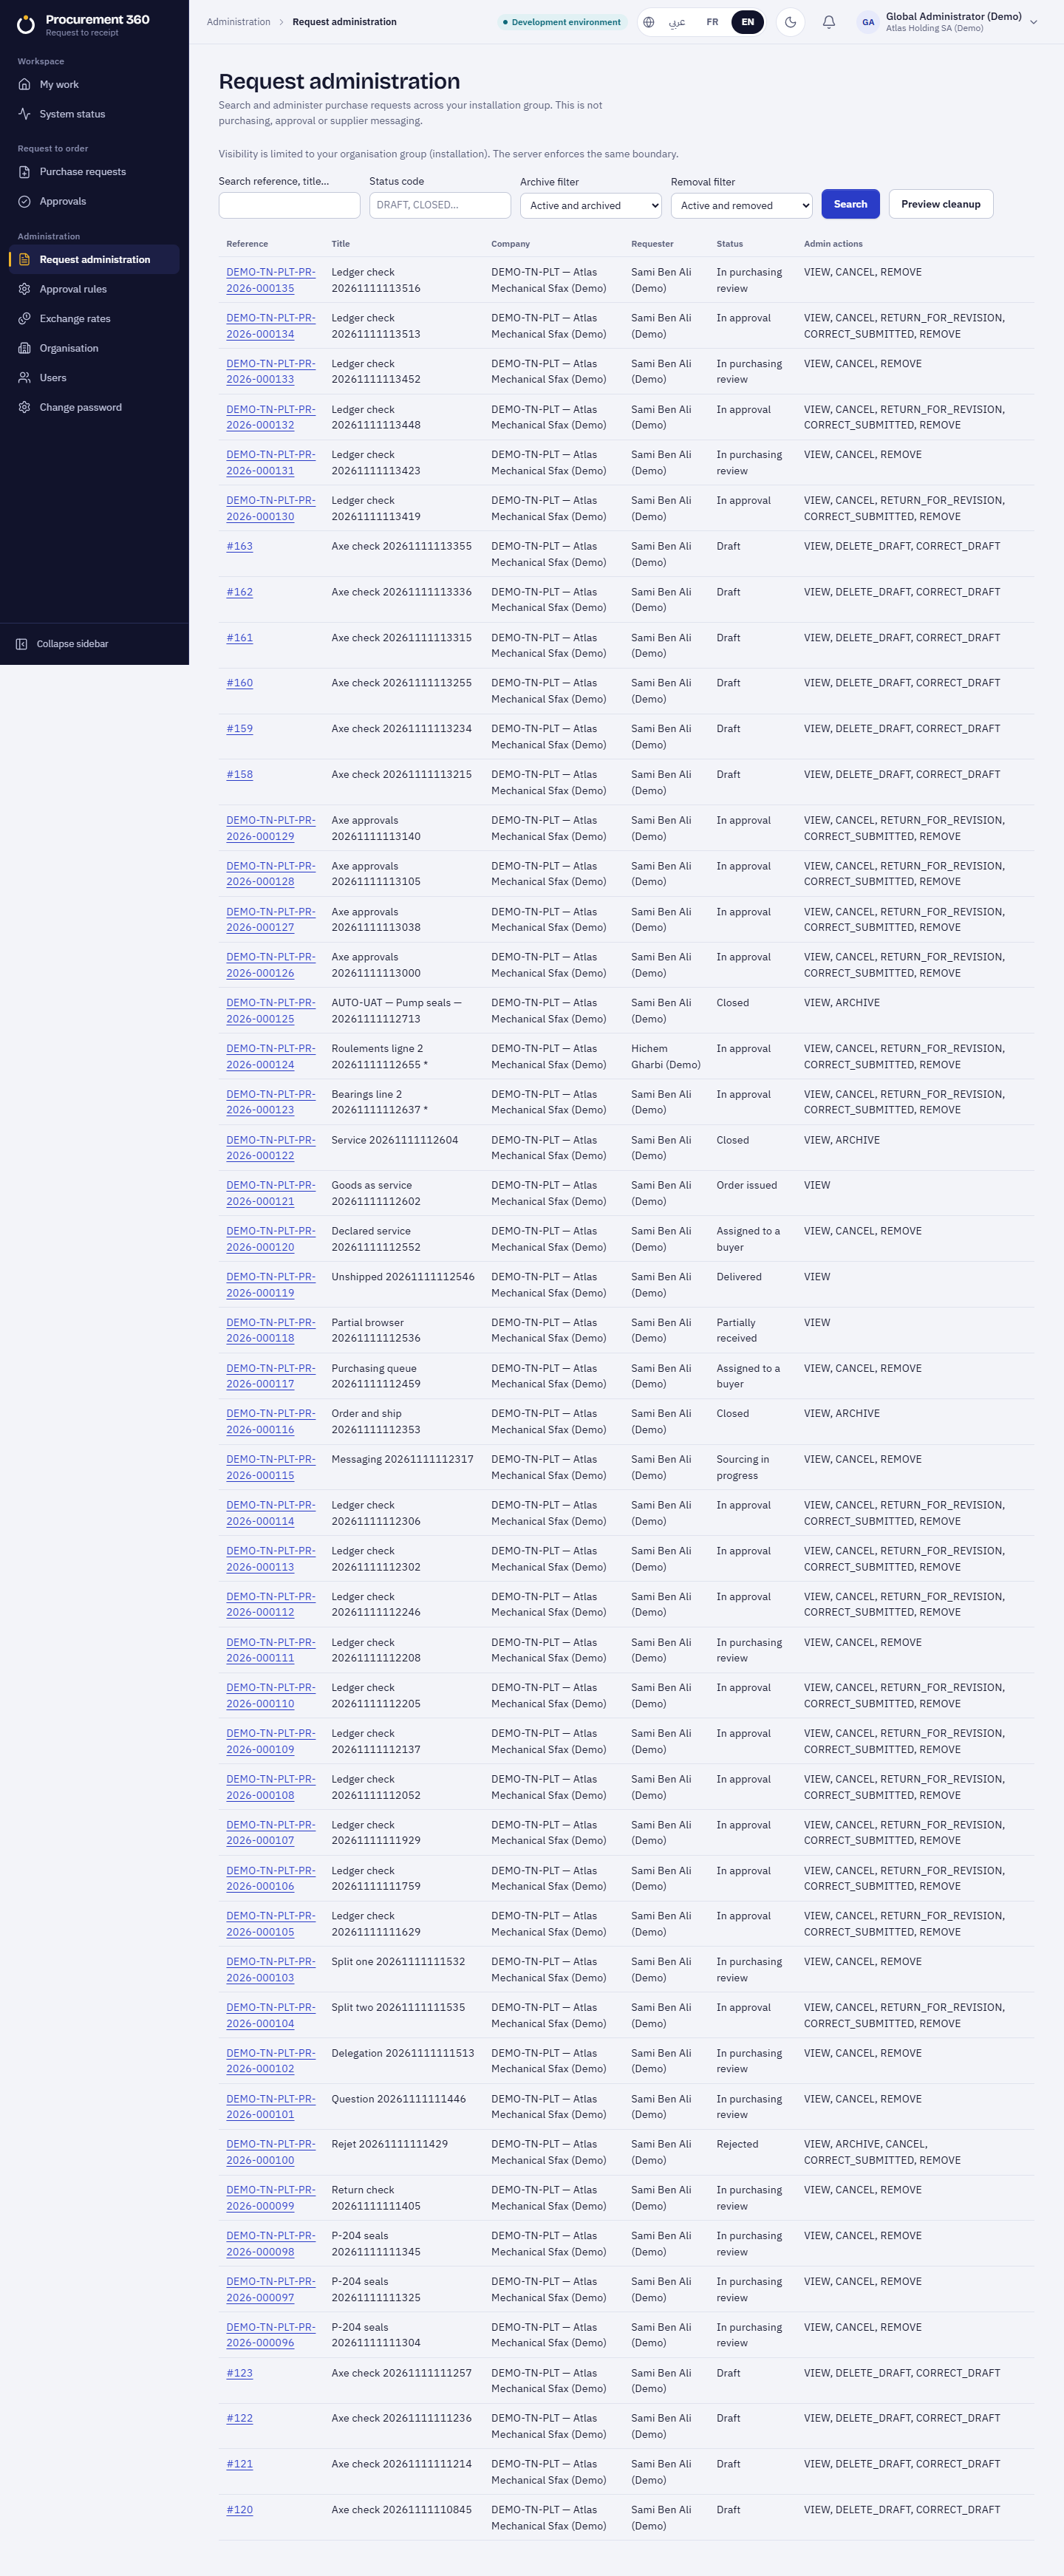 Procurement 360
Request to receipt
Workspace
My work
System status
Request to order
Purchase requests
Approvals
Administration
Request administration
Approval rules
Exchange rates
Organisation
Users
Change password
Collapse sidebar
Administration > Request administration
Development environment
عربي FR EN
GA
Global Administrator (Demo)
Atlas Holding SA (Demo)
Request administration
Search and administer purchase requests across your installation group. This is not
purchasing, approval or supplier messaging.
Visibility is limited to your organisation group (installation). The server enforces the same boundary.
Search reference, title... Status code Archive filter Removal filter
DRAFT, CLOSED... Active and archived Active and removed Search Preview cleanup
Reference Title Company Requester Status Admin actions
DEMO-TN-PLT-PR- Ledger check DEMO-TN-PLT — Atlas Sami Ben Ali In purchasing VIEW, CANCEL, REMOVE
2026-000135 20261111113516 Mechanical Sfax (Demo) (Demo) review
DEMO-TN-PLT-PR- Ledger check DEMO-TN-PLT — Atlas Sami Ben Ali In approval VIEW, CANCEL, RETURN_FOR_REVISION,
2026-000134 20261111113513 Mechanical Sfax (Demo) (Demo) CORRECT_SUBMITTED, REMOVE
DEMO-TN-PLT-PR- Ledger check DEMO-TN-PLT — Atlas Sami Ben Ali In purchasing VIEW, CANCEL, REMOVE
2026-000133 20261111113452 Mechanical Sfax (Demo) (Demo) review
DEMO-TN-PLT-PR- Ledger check DEMO-TN-PLT — Atlas Sami Ben Ali In approval VIEW, CANCEL, RETURN_FOR_REVISION,
2026-000132 20261111113448 Mechanical Sfax (Demo) (Demo) CORRECT_SUBMITTED, REMOVE
DEMO-TN-PLT-PR- Ledger check DEMO-TN-PLT — Atlas Sami Ben Ali In purchasing VIEW, CANCEL, REMOVE
2026-000131 20261111113423 Mechanical Sfax (Demo) (Demo) review
DEMO-TN-PLT-PR- Ledger check DEMO-TN-PLT — Atlas Sami Ben Ali In approval VIEW, CANCEL, RETURN_FOR_REVISION,
2026-000130 20261111113419 Mechanical Sfax (Demo) (Demo) CORRECT_SUBMITTED, REMOVE
#163 Axe check 20261111113355 DEMO-TN-PLT — Atlas Sami Ben Ali Draft VIEW, DELETE_DRAFT, CORRECT_DRAFT
Mechanical Sfax (Demo) (Demo)
#162 Axe check 20261111113336 DEMO-TN-PLT — Atlas Sami Ben Ali Draft VIEW, DELETE_DRAFT, CORRECT_DRAFT
Mechanical Sfax (Demo) (Demo)
#161 Axe check 20261111113315 DEMO-TN-PLT — Atlas Sami Ben Ali Draft VIEW, DELETE_DRAFT, CORRECT_DRAFT
Mechanical Sfax (Demo) (Demo)
#160 Axe check 20261111113255 DEMO-TN-PLT — Atlas Sami Ben Ali Draft VIEW, DELETE_DRAFT, CORRECT_DRAFT
Mechanical Sfax (Demo) (Demo)
#159 Axe check 20261111113234 DEMO-TN-PLT — Atlas Sami Ben Ali Draft VIEW, DELETE_DRAFT, CORRECT_DRAFT
Mechanical Sfax (Demo) (Demo)
#158 Axe check 20261111113215 DEMO-TN-PLT — Atlas Sami Ben Ali Draft VIEW, DELETE_DRAFT, CORRECT_DRAFT
Mechanical Sfax (Demo) (Demo)
DEMO-TN-PLT-PR- Axe approvals DEMO-TN-PLT — Atlas Sami Ben Ali In approval VIEW, CANCEL, RETURN_FOR_REVISION,
2026-000129 20261111113140 Mechanical Sfax (Demo) (Demo) CORRECT_SUBMITTED, REMOVE
DEMO-TN-PLT-PR- Axe approvals DEMO-TN-PLT — Atlas Sami Ben Ali In approval VIEW, CANCEL, RETURN_FOR_REVISION,
2026-000128 20261111113105 Mechanical Sfax (Demo) (Demo) CORRECT_SUBMITTED, REMOVE
DEMO-TN-PLT-PR- Axe approvals DEMO-TN-PLT — Atlas Sami Ben Ali In approval VIEW, CANCEL, RETURN_FOR_REVISION,
2026-000127 20261111113038 Mechanical Sfax (Demo) (Demo) CORRECT_SUBMITTED, REMOVE
DEMO-TN-PLT-PR- Axe approvals DEMO-TN-PLT — Atlas Sami Ben Ali In approval VIEW, CANCEL, RETURN_FOR_REVISION,
2026-000126 20261111113000 Mechanical Sfax (Demo) (Demo) CORRECT_SUBMITTED, REMOVE
DEMO-TN-PLT-PR- AUTO-UAT — Pump seals — DEMO-TN-PLT — Atlas Sami Ben Ali Closed VIEW, ARCHIVE
2026-000125 20261111112713 Mechanical Sfax (Demo) (Demo)
DEMO-TN-PLT-PR- Roulements ligne 2 DEMO-TN-PLT — Atlas Hichem In approval VIEW, CANCEL, RETURN_FOR_REVISION,
2026-000124 20261111112655 * Mechanical Sfax (Demo) Gharbi (Demo) CORRECT_SUBMITTED, REMOVE
DEMO-TN-PLT-PR- Bearings line 2 DEMO-TN-PLT — Atlas Sami Ben Ali In approval VIEW, CANCEL, RETURN_FOR_REVISION,
2026-000123 20261111112637 * Mechanical Sfax (Demo) (Demo) CORRECT_SUBMITTED, REMOVE
DEMO-TN-PLT-PR- Service 20261111112604 DEMO-TN-PLT — Atlas Sami Ben Ali Closed VIEW, ARCHIVE
2026-000122 Mechanical Sfax (Demo) (Demo)
DEMO-TN-PLT-PR- Goods as service DEMO-TN-PLT — Atlas Sami Ben Ali Order issued VIEW
2026-000121 20261111112602 Mechanical Sfax (Demo) (Demo)
DEMO-TN-PLT-PR- Declared service DEMO-TN-PLT — Atlas Sami Ben Ali Assigned to a VIEW, CANCEL, REMOVE
2026-000120 20261111112552 Mechanical Sfax (Demo) (Demo) buyer
DEMO-TN-PLT-PR- Unshipped 20261111112546 DEMO-TN-PLT — Atlas Sami Ben Ali Delivered VIEW
2026-000119 Mechanical Sfax (Demo) (Demo)
DEMO-TN-PLT-PR- Partial browser DEMO-TN-PLT — Atlas Sami Ben Ali Partially VIEW
2026-000118 20261111112536 Mechanical Sfax (Demo) (Demo) received
DEMO-TN-PLT-PR- Purchasing queue DEMO-TN-PLT — Atlas Sami Ben Ali Assigned to a VIEW, CANCEL, REMOVE
2026-000117 20261111112459 Mechanical Sfax (Demo) (Demo) buyer
DEMO-TN-PLT-PR- Order and ship DEMO-TN-PLT — Atlas Sami Ben Ali Closed VIEW, ARCHIVE
2026-000116 20261111112353 Mechanical Sfax (Demo) (Demo)
DEMO-TN-PLT-PR- Messaging 20261111112317 DEMO-TN-PLT — Atlas Sami Ben Ali Sourcing in VIEW, CANCEL, REMOVE
2026-000115 Mechanical Sfax (Demo) (Demo) progress
DEMO-TN-PLT-PR- Ledger check DEMO-TN-PLT — Atlas Sami Ben Ali In approval VIEW, CANCEL, RETURN_FOR_REVISION,
2026-000114 20261111112306 Mechanical Sfax (Demo) (Demo) CORRECT_SUBMITTED, REMOVE
DEMO-TN-PLT-PR- Ledger check DEMO-TN-PLT — Atlas Sami Ben Ali In approval VIEW, CANCEL, RETURN_FOR_REVISION,
2026-000113 20261111112302 Mechanical Sfax (Demo) (Demo) CORRECT_SUBMITTED, REMOVE
DEMO-TN-PLT-PR- Ledger check DEMO-TN-PLT — Atlas Sami Ben Ali In approval VIEW, CANCEL, RETURN_FOR_REVISION,
2026-000112 20261111112246 Mechanical Sfax (Demo) (Demo) CORRECT_SUBMITTED, REMOVE
DEMO-TN-PLT-PR- Ledger check DEMO-TN-PLT — Atlas Sami Ben Ali In purchasing VIEW, CANCEL, REMOVE
2026-000111 20261111112208 Mechanical Sfax (Demo) (Demo) review
DEMO-TN-PLT-PR- Ledger check DEMO-TN-PLT — Atlas Sami Ben Ali In approval VIEW, CANCEL, RETURN_FOR_REVISION,
2026-000110 20261111112205 Mechanical Sfax (Demo) (Demo) CORRECT_SUBMITTED, REMOVE
DEMO-TN-PLT-PR- Ledger check DEMO-TN-PLT — Atlas Sami Ben Ali In approval VIEW, CANCEL, RETURN_FOR_REVISION,
2026-000109 20261111112137 Mechanical Sfax (Demo) (Demo) CORRECT_SUBMITTED, REMOVE
DEMO-TN-PLT-PR- Ledger check DEMO-TN-PLT — Atlas Sami Ben Ali In approval VIEW, CANCEL, RETURN_FOR_REVISION,
2026-000108 20261111112052 Mechanical Sfax (Demo) (Demo) CORRECT_SUBMITTED, REMOVE
DEMO-TN-PLT-PR- Ledger check DEMO-TN-PLT — Atlas Sami Ben Ali In approval VIEW, CANCEL, RETURN_FOR_REVISION,
2026-000107 20261111111929 Mechanical Sfax (Demo) (Demo) CORRECT_SUBMITTED, REMOVE
DEMO-TN-PLT-PR- Ledger check DEMO-TN-PLT — Atlas Sami Ben Ali In approval VIEW, CANCEL, RETURN_FOR_REVISION,
2026-000106 20261111111759 Mechanical Sfax (Demo) (Demo) CORRECT_SUBMITTED, REMOVE
DEMO-TN-PLT-PR- Ledger check DEMO-TN-PLT — Atlas Sami Ben Ali In approval VIEW, CANCEL, RETURN_FOR_REVISION,
2026-000105 20261111111629 Mechanical Sfax (Demo) (Demo) CORRECT_SUBMITTED, REMOVE
DEMO-TN-PLT-PR- Split one 20261111111532 DEMO-TN-PLT — Atlas Sami Ben Ali In purchasing VIEW, CANCEL, REMOVE
2026-000103 Mechanical Sfax (Demo) (Demo) review
DEMO-TN-PLT-PR- Split two 20261111111535 DEMO-TN-PLT — Atlas Sami Ben Ali In approval VIEW, CANCEL, RETURN_FOR_REVISION,
2026-000104 Mechanical Sfax (Demo) (Demo) CORRECT_SUBMITTED, REMOVE
DEMO-TN-PLT-PR- Delegation 20261111111513 DEMO-TN-PLT — Atlas Sami Ben Ali In purchasing VIEW, CANCEL, REMOVE
2026-000102 Mechanical Sfax (Demo) (Demo) review
DEMO-TN-PLT-PR- Question 20261111111446 DEMO-TN-PLT — Atlas Sami Ben Ali In purchasing VIEW, CANCEL, REMOVE
2026-000101 Mechanical Sfax (Demo) (Demo) review
DEMO-TN-PLT-PR- Rejet 20261111111429 DEMO-TN-PLT — Atlas Sami Ben Ali Rejected VIEW, ARCHIVE, CANCEL,
2026-000100 Mechanical Sfax (Demo) (Demo) CORRECT_SUBMITTED, REMOVE
DEMO-TN-PLT-PR- Return check DEMO-TN-PLT — Atlas Sami Ben Ali In purchasing VIEW, CANCEL, REMOVE
2026-000099 20261111111405 Mechanical Sfax (Demo) (Demo) review
DEMO-TN-PLT-PR- P-204 seals DEMO-TN-PLT — Atlas Sami Ben Ali In purchasing VIEW, CANCEL, REMOVE
2026-000098 20261111111345 Mechanical Sfax (Demo) (Demo) review
DEMO-TN-PLT-PR- P-204 seals DEMO-TN-PLT — Atlas Sami Ben Ali In purchasing VIEW, CANCEL, REMOVE
2026-000097 20261111111325 Mechanical Sfax (Demo) (Demo) review
DEMO-TN-PLT-PR- P-204 seals DEMO-TN-PLT — Atlas Sami Ben Ali In purchasing VIEW, CANCEL, REMOVE
2026-000096 20261111111304 Mechanical Sfax (Demo) (Demo) review
#123 Axe check 20261111111257 DEMO-TN-PLT — Atlas Sami Ben Ali Draft VIEW, DELETE_DRAFT, CORRECT_DRAFT
Mechanical Sfax (Demo) (Demo)
#122 Axe check 20261111111236 DEMO-TN-PLT — Atlas Sami Ben Ali Draft VIEW, DELETE_DRAFT, CORRECT_DRAFT
Mechanical Sfax (Demo) (Demo)
#121 Axe check 20261111111214 DEMO-TN-PLT — Atlas Sami Ben Ali Draft VIEW, DELETE_DRAFT, CORRECT_DRAFT
Mechanical Sfax (Demo) (Demo)
#120 Axe check 20261111110845 DEMO-TN-PLT — Atlas Sami Ben Ali Draft VIEW, DELETE_DRAFT, CORRECT_DRAFT
Mechanical Sfax (Demo) (Demo)